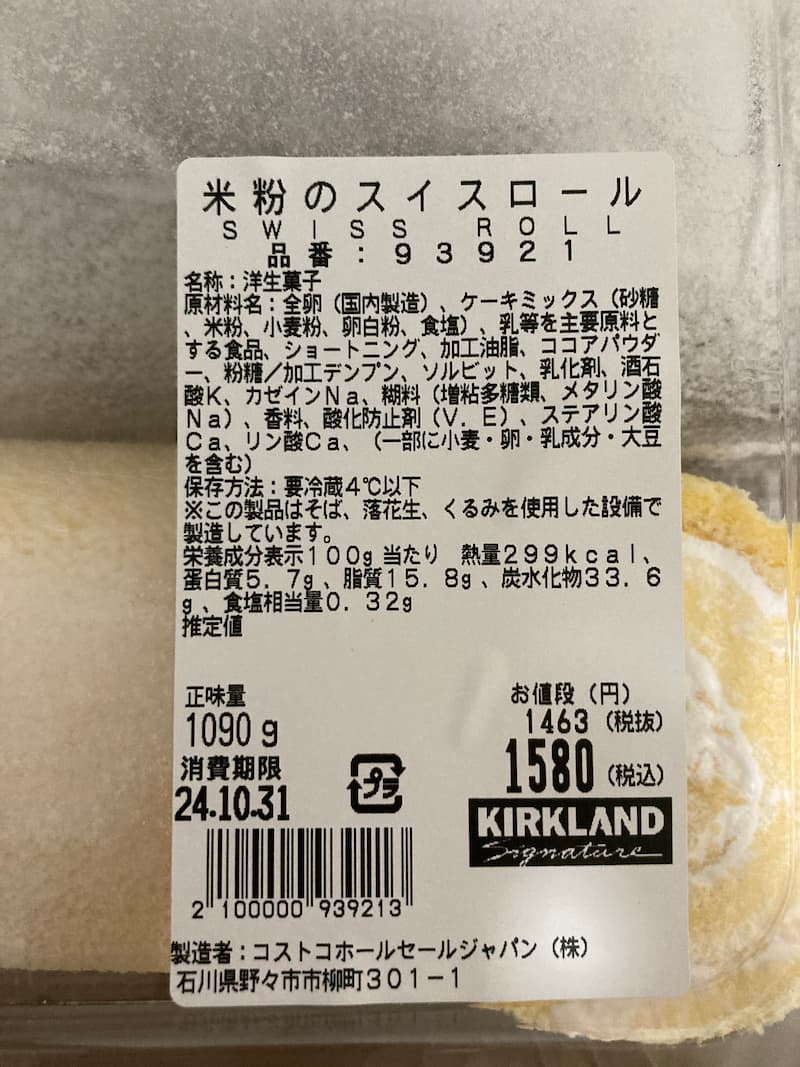 米粉のスイスロール
SWISS ROLL
品番:93921
名称:洋生菓子
原材料名:全卵(国内製造)、ケーキミックス(砂糖
、米粉、小麦粉、卵白粉、食塩)、乳等を主要原料と
する食品、ショートニング、加工油脂、ココアパウダ
ー、粉糖/加工デンプン、ソルビット、乳化剤、酒石
酸K、カゼインNa、糊料(増粘多糖類、メタリン酸
Na)、香料、酸化防止剤(V.E)、ステアリン酸
Ca、リン酸Ca、(一部に小麦・卵・乳成分・大豆
を含む)
保存方法:要冷蔵4℃以下
※この製品はそば、落花生、くるみを使用した設備で
製造しています。
栄養成分表示100g当たり 熱量299kcal、
蛋白質5.7g、脂質15.8g、炭水化物33.6
g、食塩相当量0.32g
推定値
正味量
1090g
消費期限
24.10.31
プラ
お値段(円)
1463(税抜)
1580(税込)
KIRKLAND
Signature
2 100000 939213
製造者:コストコホールセールジャパン(株)
石川県野々市市柳町301-1